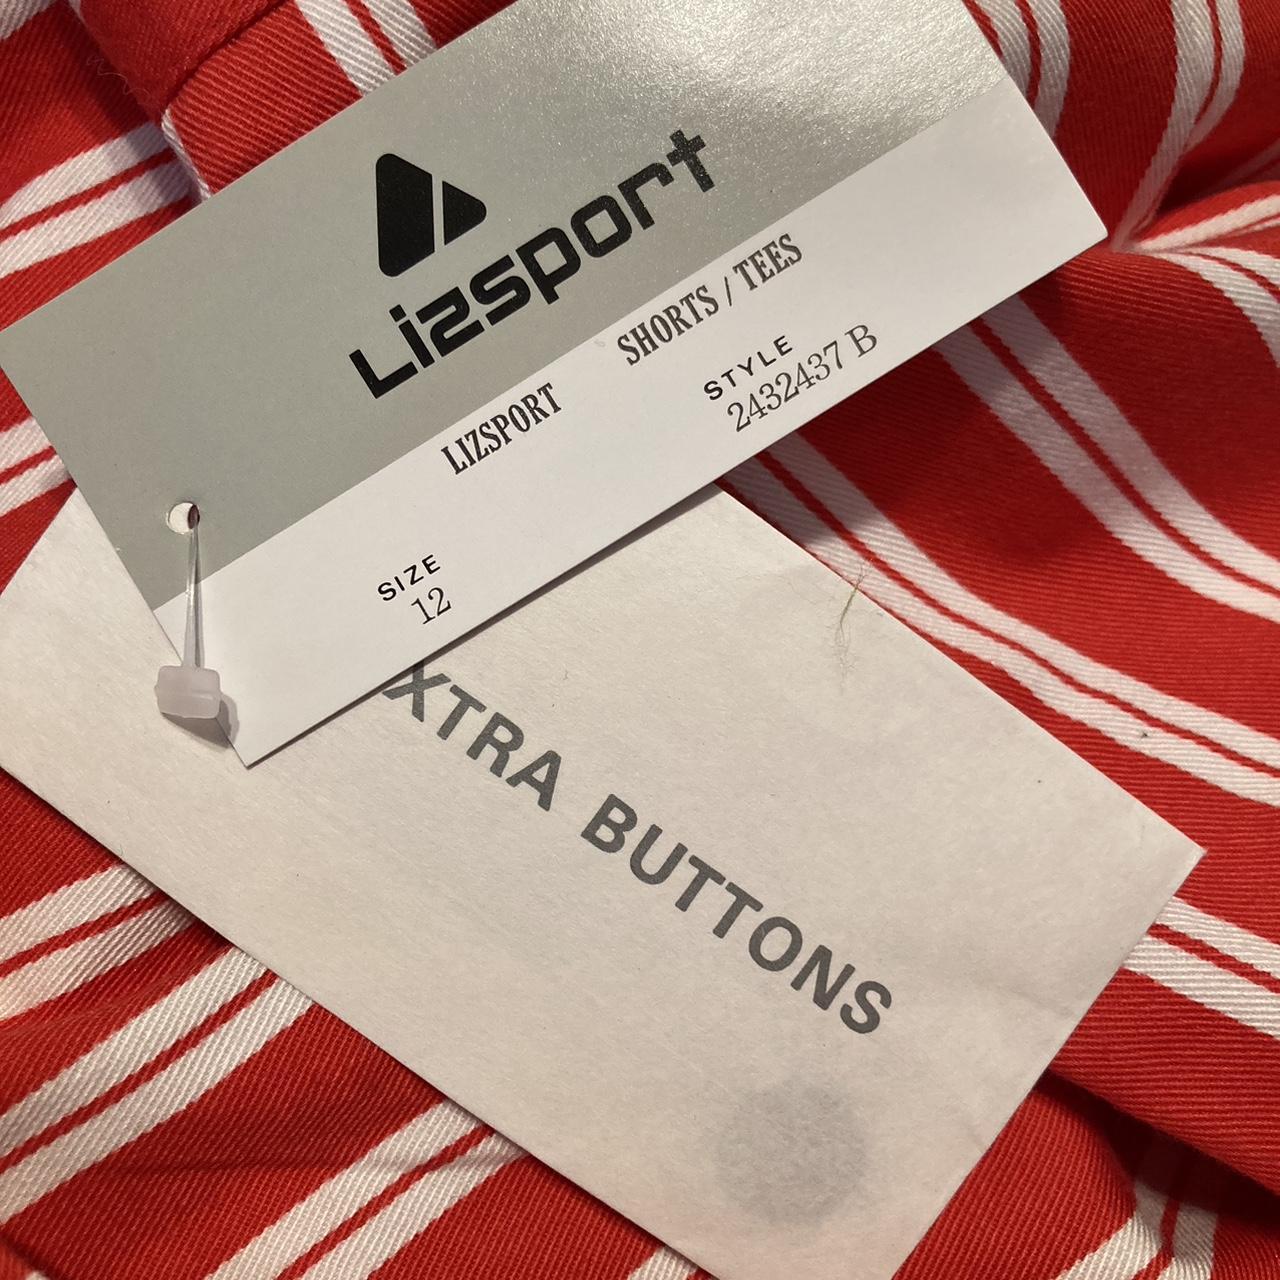 Lizsport
LIZSPORT SHORTS / TEES
STYLE
2432437 B
SIZE
12
XTRA BUTTONS